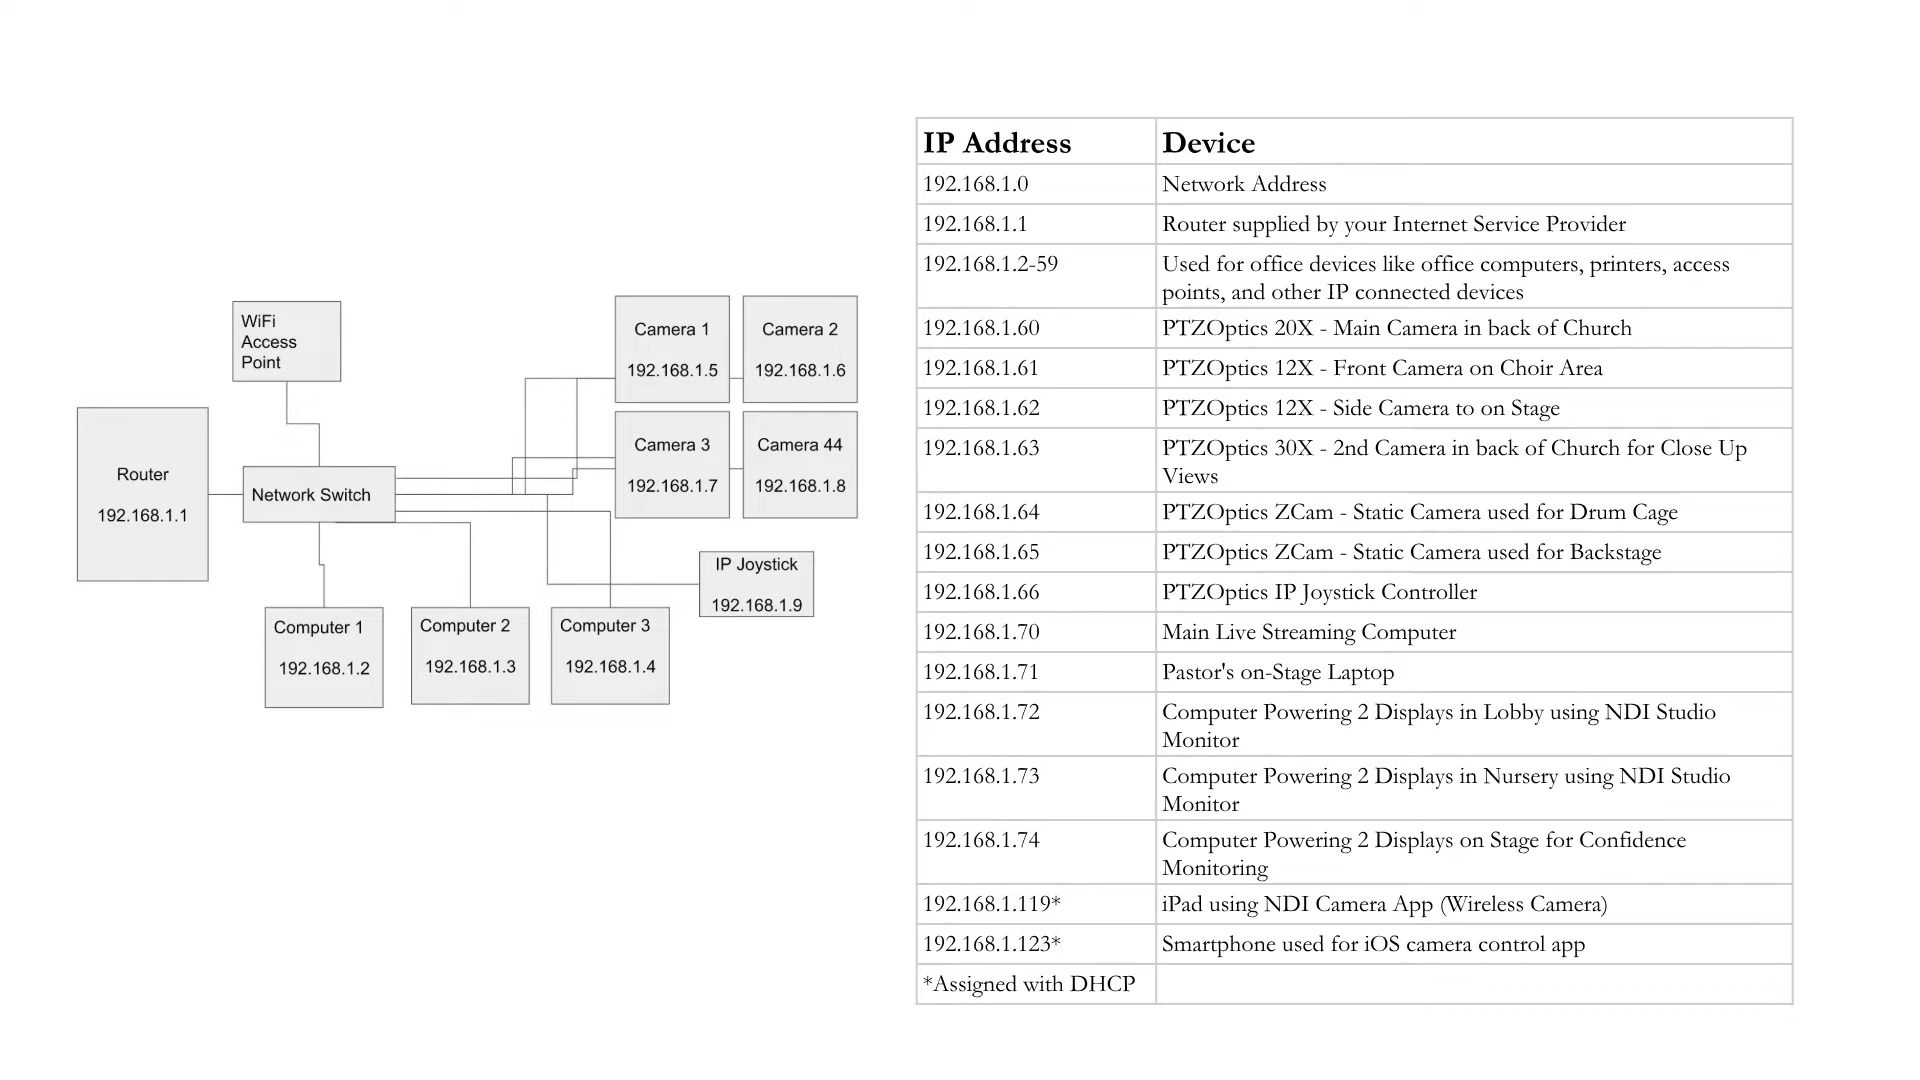 WiFi
Access
Point
Router
192.168.1.1
Network Switch
Camera 1
192.168.1.5
Camera 2
192.168.1.6
Camera 3
192.168.1.7
Camera 44
192.168.1.8
IP Joystick
192.168.1.9
Computer 1
192.168.1.2
Computer 2
192.168.1.3
Computer 3
192.168.1.4
IP Address Device
192.168.1.0 Network Address
192.168.1.1 Router supplied by your Internet Service Provider
192.168.1.2-59 Used for office devices like office computers, printers, access
points, and other IP connected devices
192.168.1.60 PTZOptics 20X - Main Camera in back of Church
192.168.1.61 PTZOptics 12X - Front Camera on Choir Area
192.168.1.62 PTZOptics 12X - Side Camera to on Stage
192.168.1.63 PTZOptics 30X - 2nd Camera in back of Church for Close Up
Views
192.168.1.64 PTZOptics ZCam - Static Camera used for Drum Cage
192.168.1.65 PTZOptics ZCam - Static Camera used for Backstage
192.168.1.66 PTZOptics IP Joystick Controller
192.168.1.70 Main Live Streaming Computer
192.168.1.71 Pastor's on-Stage Laptop
192.168.1.72 Computer Powering 2 Displays in Lobby using NDI Studio
Monitor
192.168.1.73 Computer Powering 2 Displays in Nursery using NDI Studio
Monitor
192.168.1.74 Computer Powering 2 Displays on Stage for Confidence
Monitoring
192.168.1.119* iPad using NDI Camera App (Wireless Camera)
192.168.1.123* Smartphone used for iOS camera control app
*Assigned with DHCP